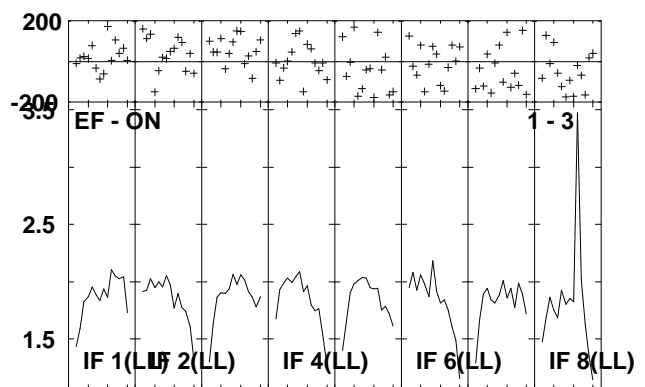 200
-200
3.5
EF - ON
1 - 3
2.5
1.5
IF 1(LL)
IF 2(LL)
IF 4(LL)
IF 6(LL)
IF 8(LL)